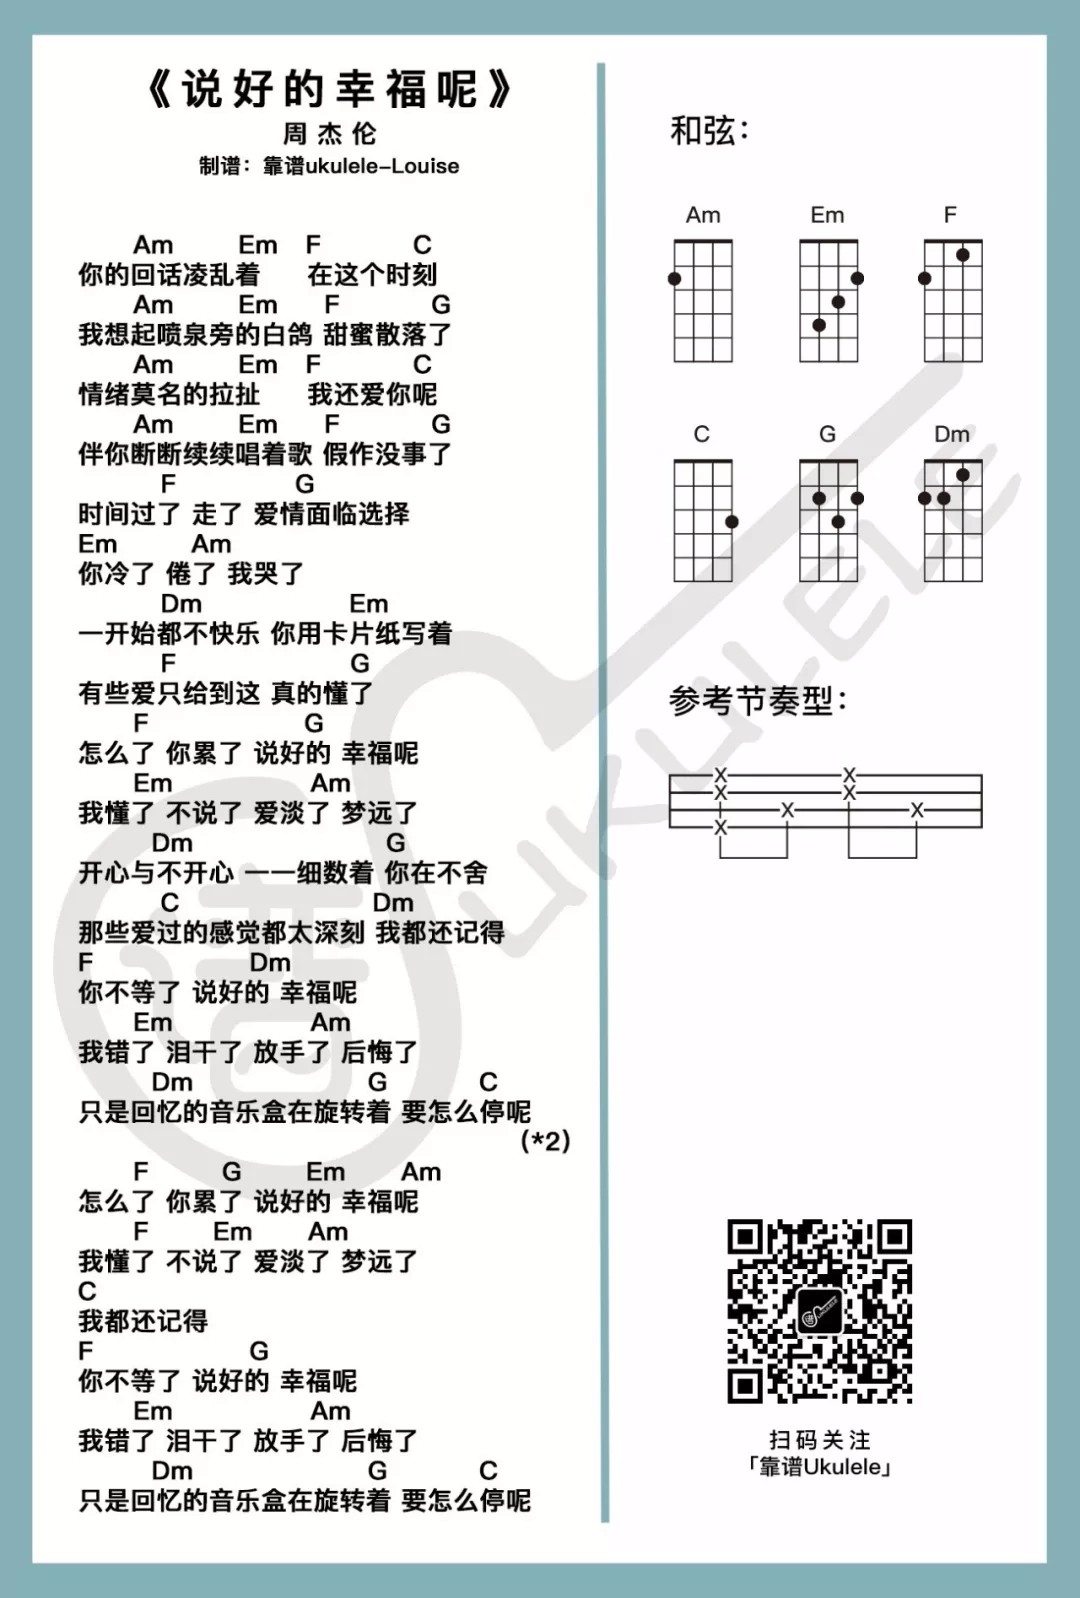 《说好的幸福呢》
周杰伦
制谱：靠谱ukulele-Louise
Am Em F C
你的回话凌乱着 在这个时刻
Am Em F G
我想起喷泉旁的白鸽 甜蜜散落了
Am Em F C
情绪莫名的拉扯 我还爱你呢
Am Em F G
伴你断断续续唱着歌 假作没事了
F G
时间过了 走了 爱情面临选择
Em Am
你冷了 倦了 我哭了
Dm Em
一开始都不快乐 你用卡片纸写着
F G
有些爱只给到这 真的懂了
F G
怎么了 你累了 说好的 幸福呢
Em Am
我懂了 不说了 爱淡了 梦远了
Dm G
开心与不开心 一一细数着 你在不舍
C Dm
那些爱过的感觉都太深刻 我都还记得
F Dm
你不等了 说好的 幸福呢
Em Am
我错了 泪干了 放手了 后悔了
Dm G C
只是回忆的音乐盒在旋转着 要怎么停呢
(*2)
F G Em Am
怎么了 你累了 说好的 幸福呢
F Em Am
我懂了 不说了 爱淡了 梦远了
C
我都还记得
F G
你不等了 说好的 幸福呢
Em Am
我错了 泪干了 放手了 后悔了
Dm G C
只是回忆的音乐盒在旋转着 要怎么停呢
和弦：
Am Em F
C G Dm
参考节奏型：
X X
X X
X X
X
扫码关注
「靠谱Ukulele」
谱 UKULELE